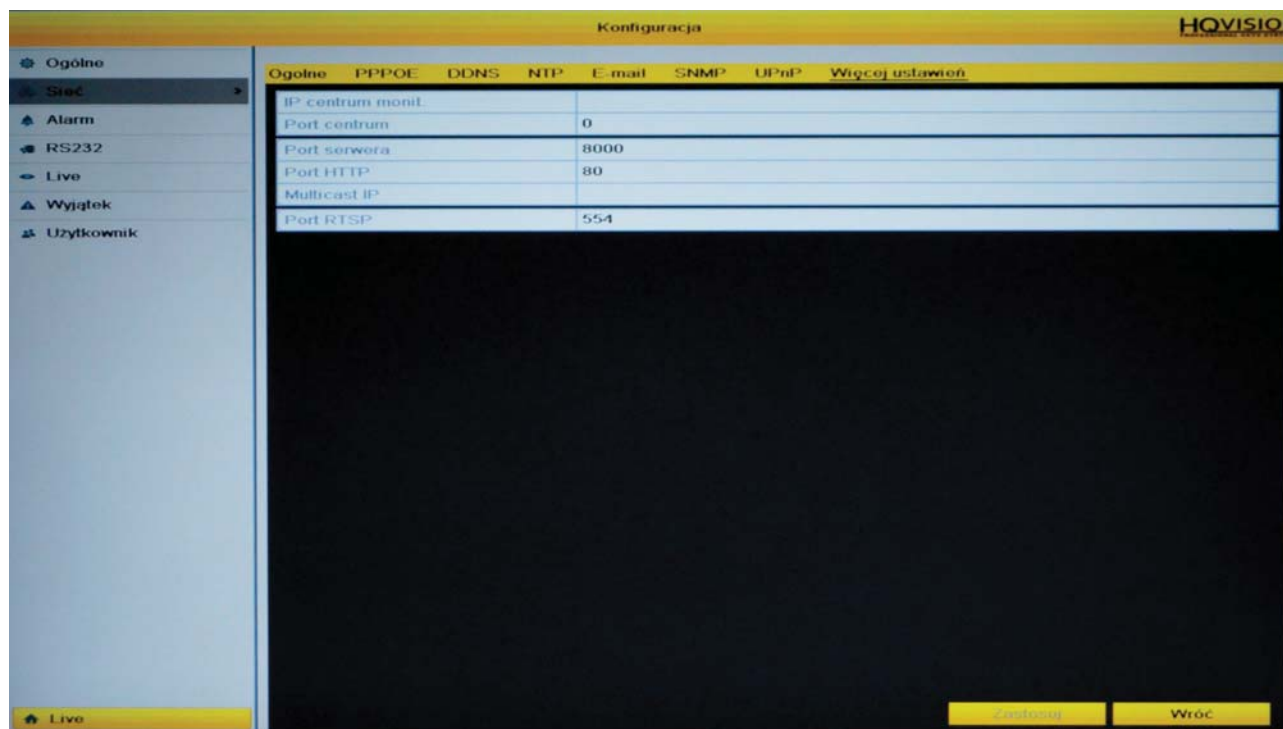 Konfiguracja
HQVISIO
Ogólne
Sieć
Alarm
RS232
Live
Wyjątek
Użytkownik
Ogolne PPPOE DDNS NTP E-mail SNMP UPnP Więcej ustawień
IP centrum monit.
Port centrum 0
Port serwera 8000
Port HTTP 80
Multicast IP
Port RTSP 554
Live
Zastosuj Wróć